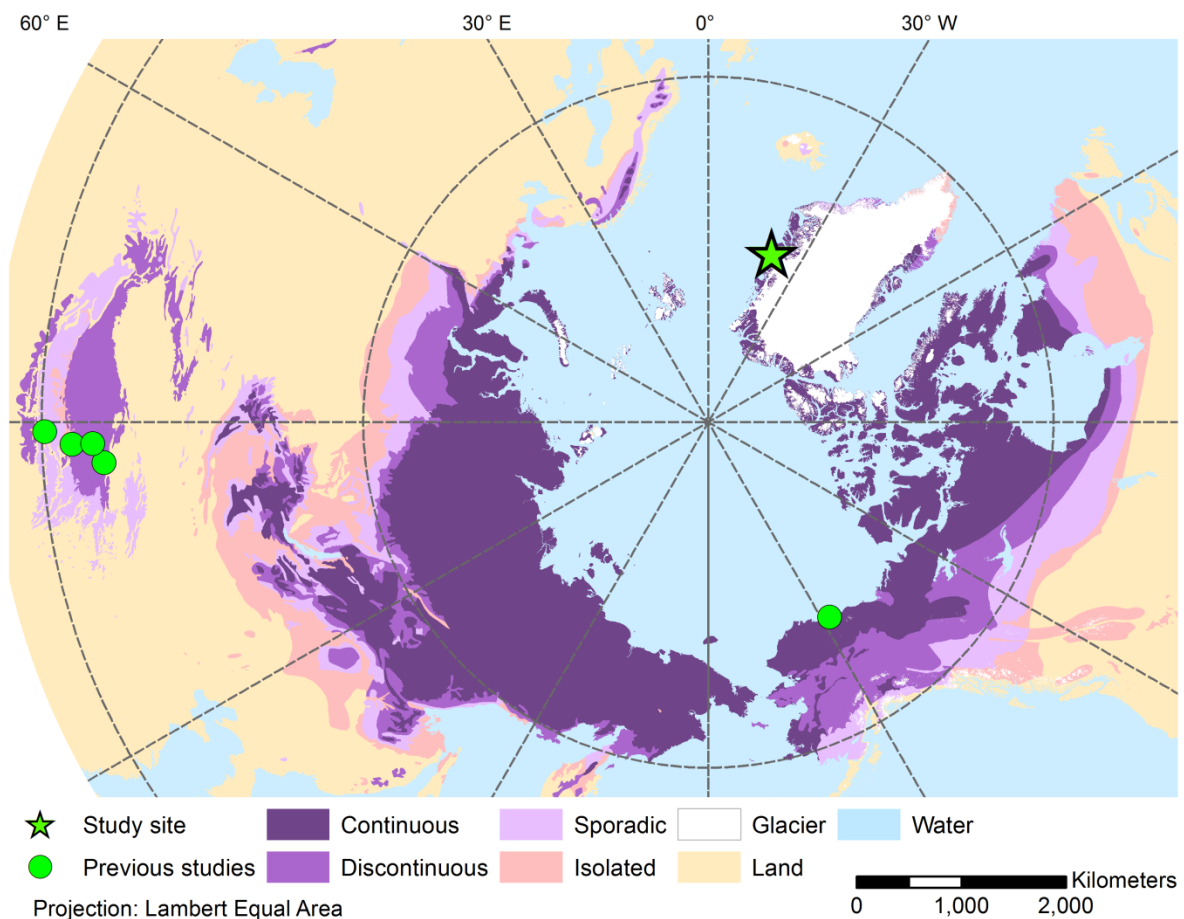 60° E 30° E 0° 30° W
Study site Continuous Sporadic Glacier Water
Previous studies Discontinuous Isolated Land
Projection: Lambert Equal Area
Kilometers
0 1,000 2,000